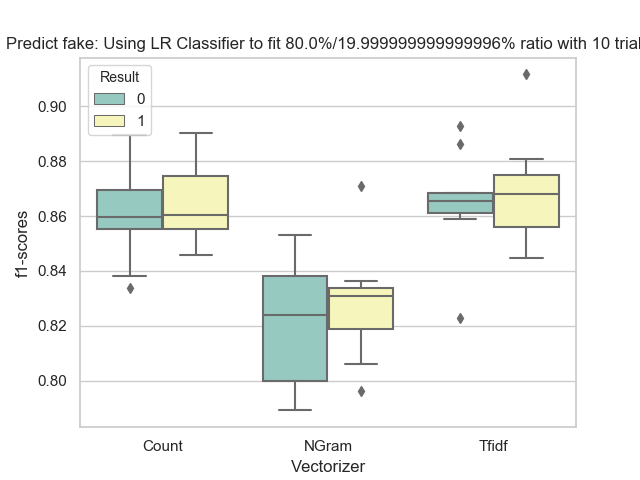 Predict fake: Using LR Classifier to fit 80.0%/19.999999999999996% ratio with 10 trial
Result
0
1
0.90
0.88
0.86
0.84
0.82
0.80
f1-scores
Count
NGram
Tfidf
Vectorizer